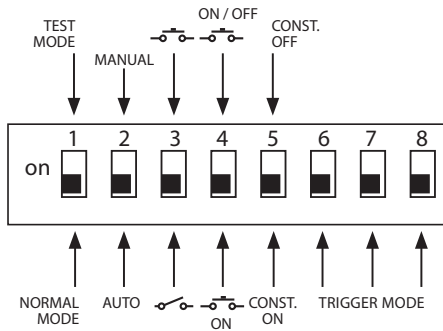 TEST
MODE
MANUAL
ON / OFF
CONST.
OFF
1 2 3 4 5 6 7 8
on
NORMAL
MODE
AUTO
ON
CONST.
ON
TRIGGER MODE